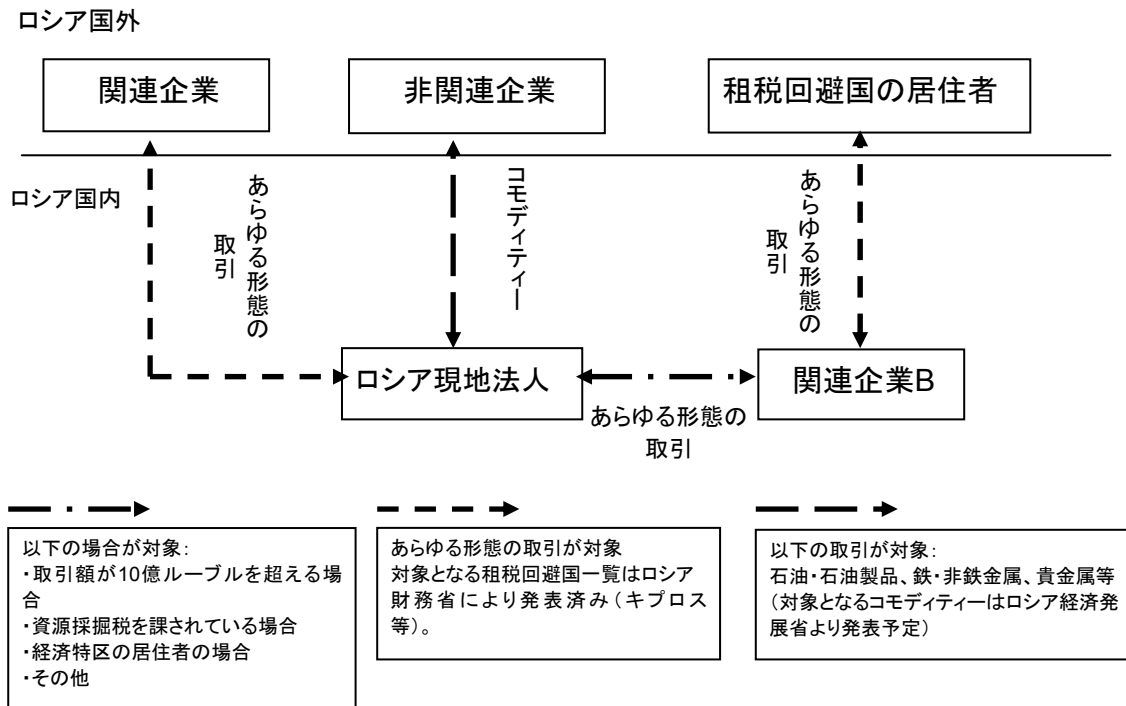 ロシア国外
関連企業
非関連企業
租税回避国の居住者
ロシア国内
あらゆる形態の
取引
コモディティー
あらゆる形態の
取引
ロシア現地法人
関連企業B
あらゆる形態の
取引
以下の場合が対象:
・取引額が10億ルーブルを超える場
合
・資源採掘税を課されている場合
・経済特区の居住者の場合
・その他
あらゆる形態の取引が対象
対象となる租税回避国一覧はロシア
財務省により発表済み(キプロス
等)。
以下の取引が対象:
石油・石油製品、鉄・非鉄金属、貴金属等
(対象となるコモディティーはロシア経済発
展省より発表予定)